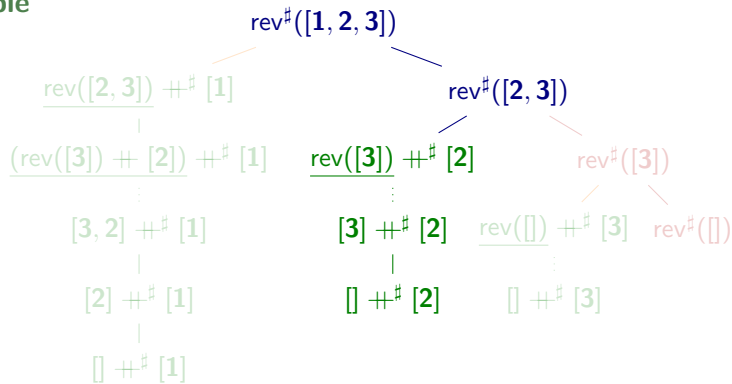 ple
rev♯([1, 2, 3])
rev([2, 3]) ++♯ [1]
rev♯([2, 3])
(rev([3]) ++ [2]) ++♯ [1]
rev([3]) ++♯ [2]
rev♯([3])
[3, 2] ++♯ [1]
[3] ++♯ [2]
rev([]) ++♯ [3]
rev♯([])
[2] ++♯ [1]
[] ++♯ [2]
[] ++♯ [3]
[] ++♯ [1]